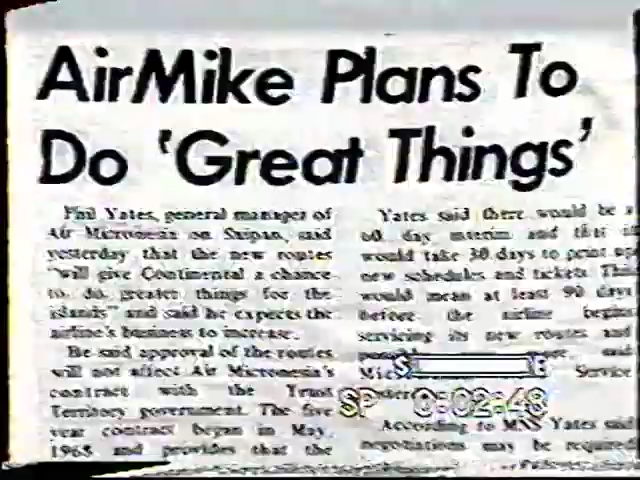 AirMike Plans To
Do 'Great Things'
Phil Yates, general manager of
Air Micronesia on Saipan, said
yesterday that the new routes
"will give Continental a chance
to do greater things for the
islands" and said he expects the
airline's business to increase.
He said approval of the routes
will not affect Air Micronesia's
contract with the Trust
Territory government. The five
year contract began in May,
1968 and provides that the
Yates said there would be a
60 day interim and that it
would take 30 days to print up
new schedules and tickets. This
would mean at least 90 days
before the airline begins
servicing its new routes and
said
Service
According to MNS Yates said
negotiations may be required
S E
SP 0:02:48